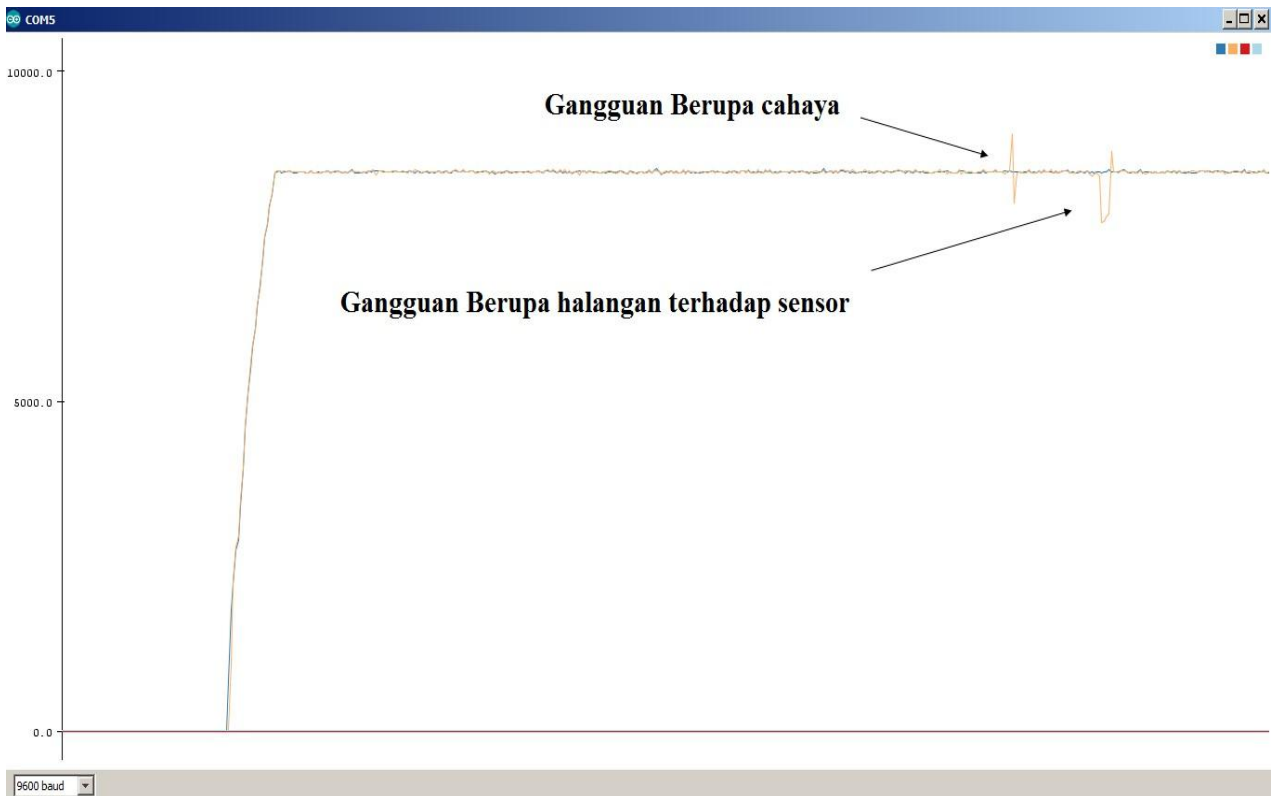 COM5
10000.0
Gangguan Berupa cahaya
Gangguan Berupa halangan terhadap sensor
5000.0
0.0
9600 baud